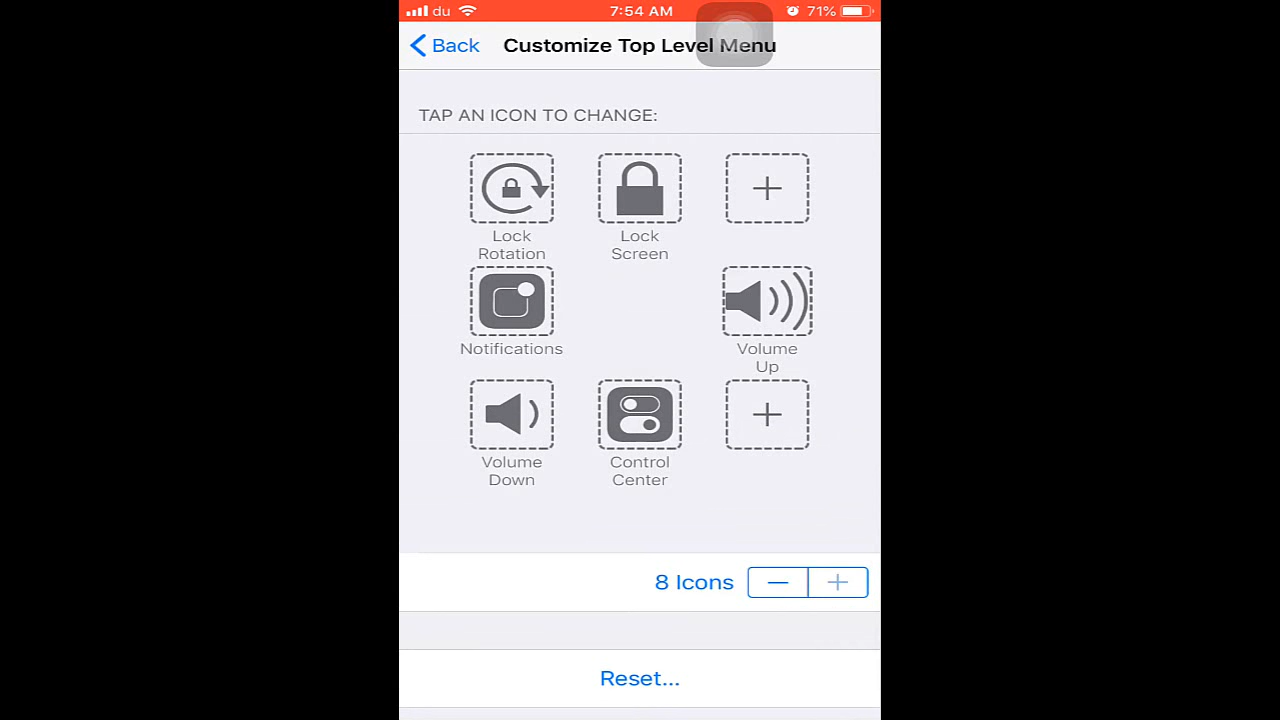 du 7:54 AM 71%
Back Customize Top Level Menu
TAP AN ICON TO CHANGE:
Lock
Rotation
Lock
Screen
Notifications
Volume
Up
Volume
Down
Control
Center
8 Icons
Reset...